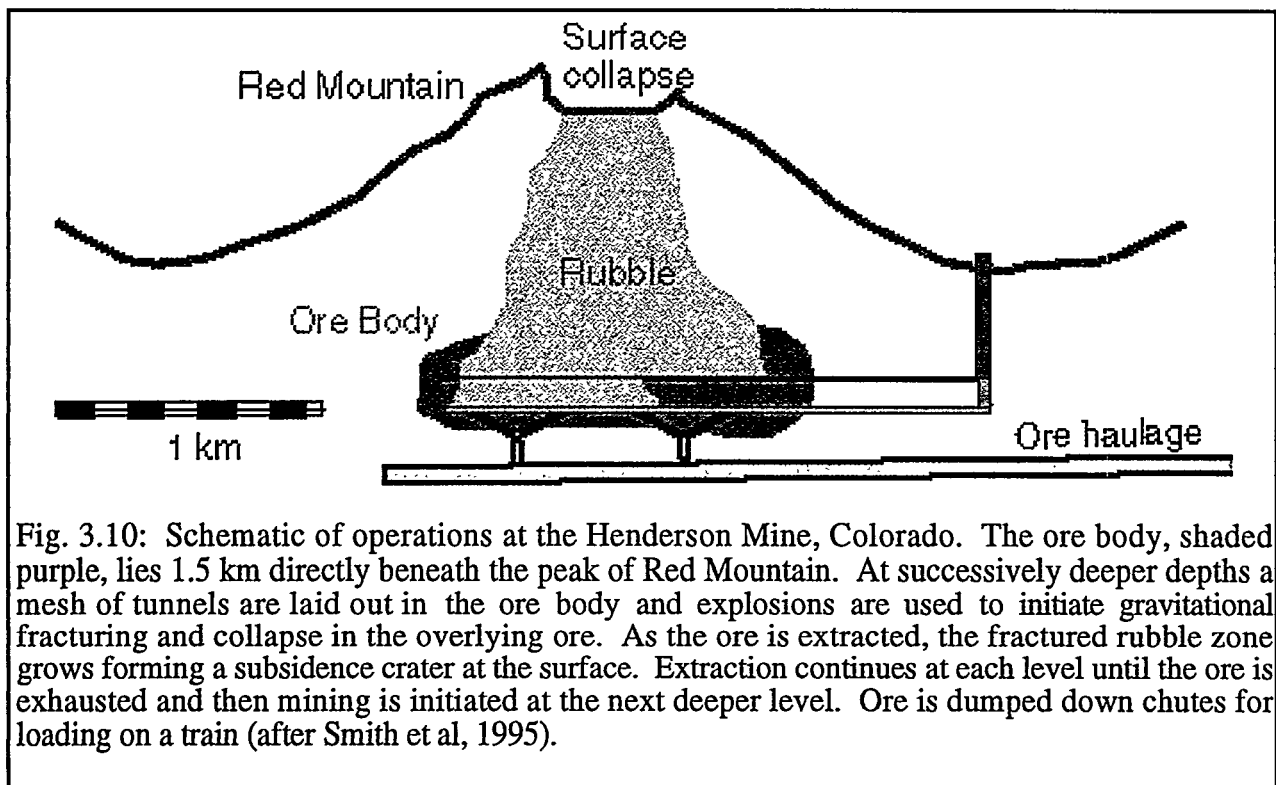 Surface
collapse
Red Mountain
Rubble
Ore Body
1 km
Ore haulage
Fig. 3.10: Schematic of operations at the Henderson Mine, Colorado. The ore body, shaded
purple, lies 1.5 km directly beneath the peak of Red Mountain. At successively deeper depths a
mesh of tunnels are laid out in the ore body and explosions are used to initiate gravitational
fracturing and collapse in the overlying ore. As the ore is extracted, the fractured rubble zone
grows forming a subsidence crater at the surface. Extraction continues at each level until the ore is
exhausted and then mining is initiated at the next deeper level. Ore is dumped down chutes for
loading on a train (after Smith et al, 1995).